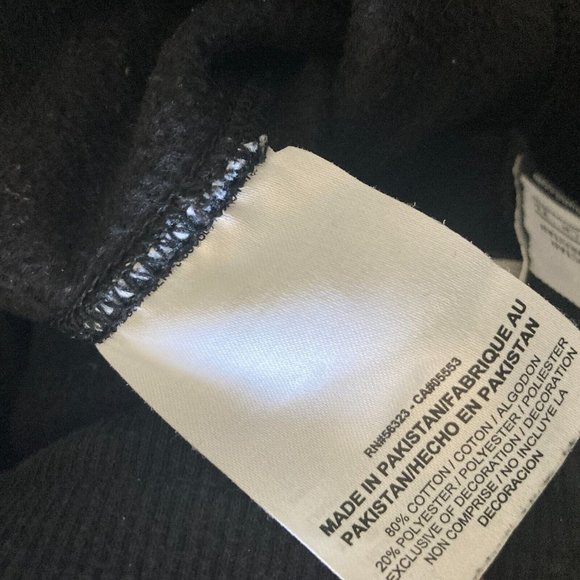 RN#56323 - CA#05553
MADE IN PAKISTAN/FABRIQUE AU
PAKISTAN/HECHO EN PAKISTAN
80% COTTON / COTON / ALGODON
20% POLYESTER / POLYESTER / POLIESTER
EXCLUSIVE OF DECORATION / DECORATION
NON COMPRISE / NO INCLUYE LA
DECORACION